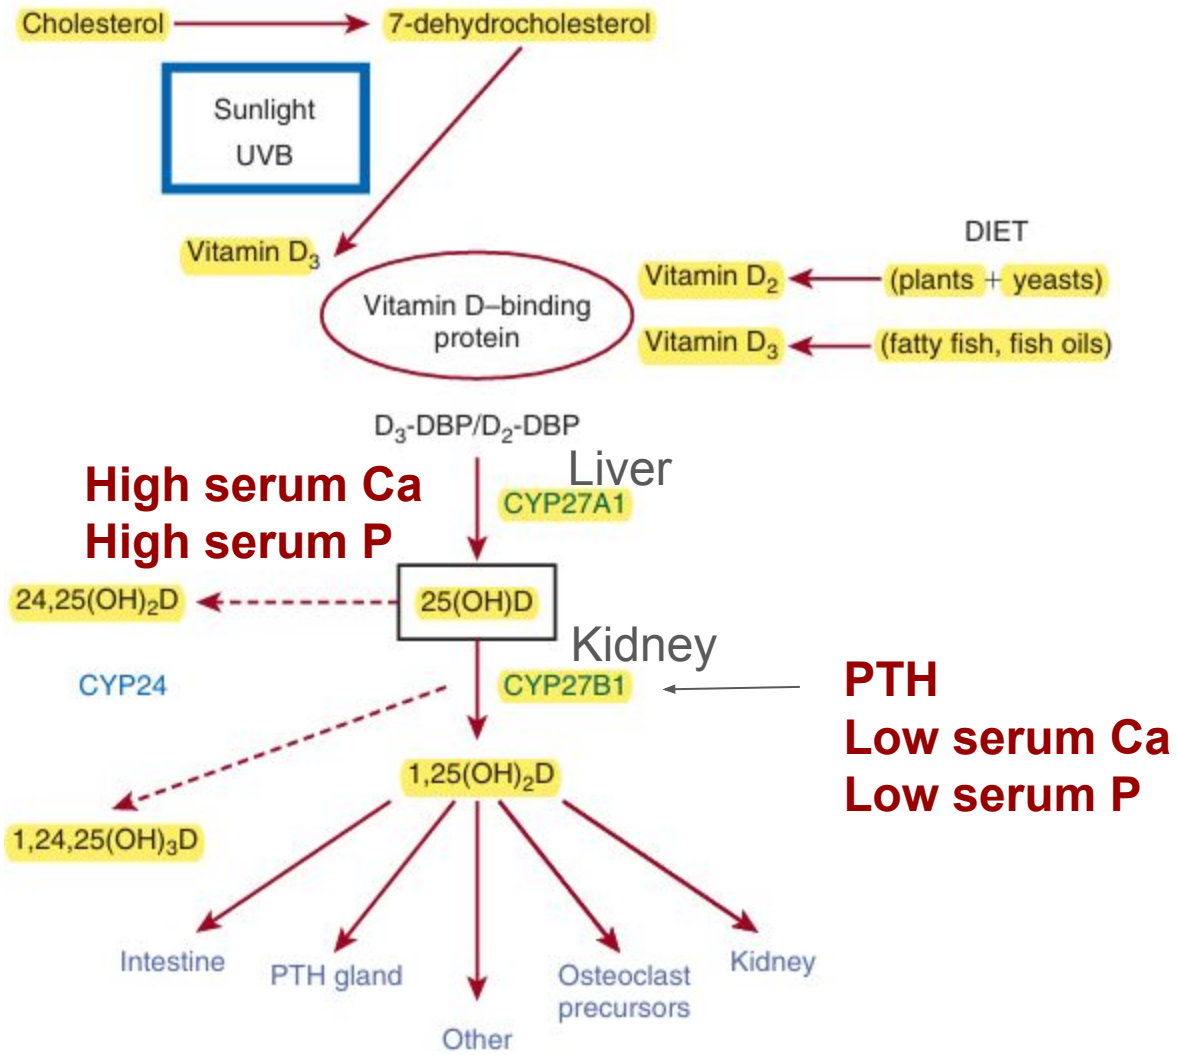 Cholesterol
7-dehydrocholesterol
Sunlight
UVB
Vitamin D₃
DIET
Vitamin D₂
(plants + yeasts)
Vitamin D–binding
protein
Vitamin D₃
(fatty fish, fish oils)
D₃-DBP/D₂-DBP
Liver
CYP27A1
High serum Ca
High serum P
24,25(OH)₂D
25(OH)D
Kidney
CYP24
CYP27B1
PTH
Low serum Ca
Low serum P
1,25(OH)₂D
1,24,25(OH)₃D
Intestine
PTH gland
Other
Osteoclast
precursors
Kidney